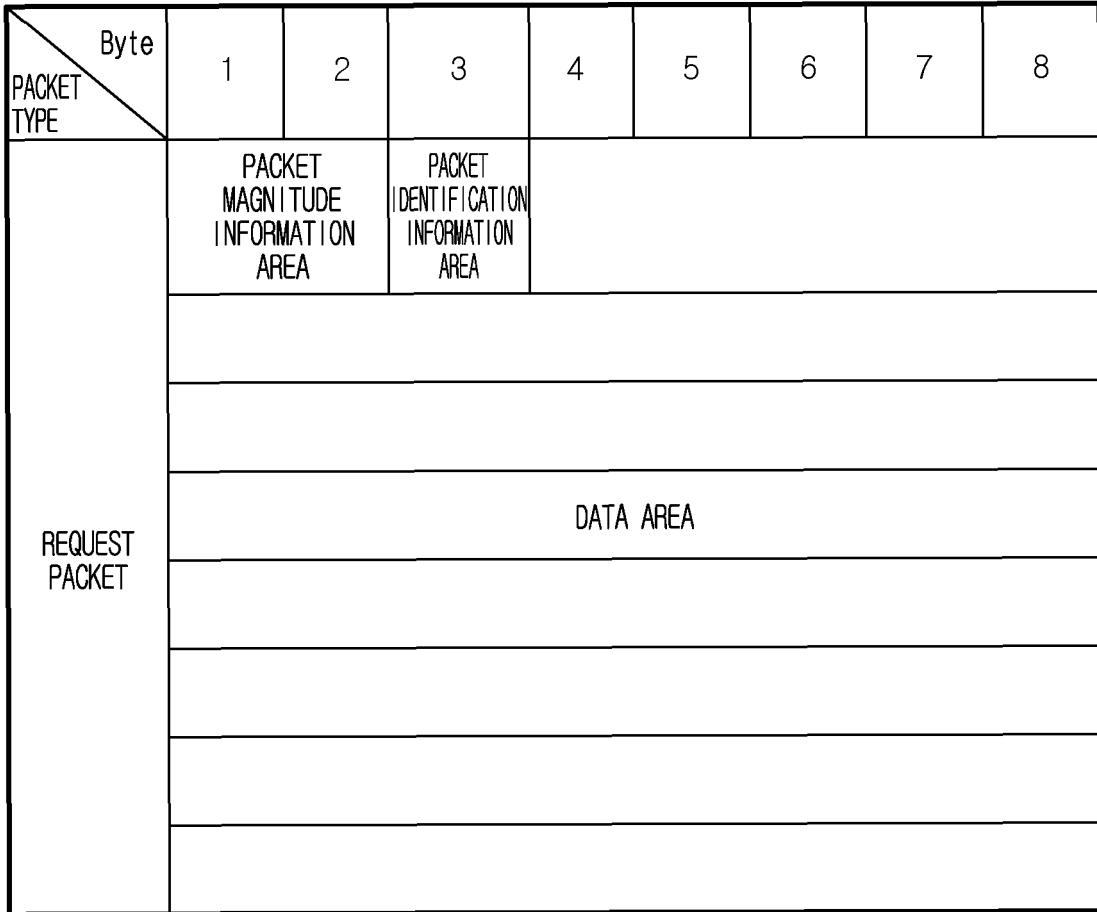 Byte
PACKET
TYPE
1 2 3 4 5 6 7 8
PACKET
MAGNITUDE
INFORMATION
AREA
PACKET
IDENTIFICATION
INFORMATION
AREA
DATA AREA
REQUEST
PACKET